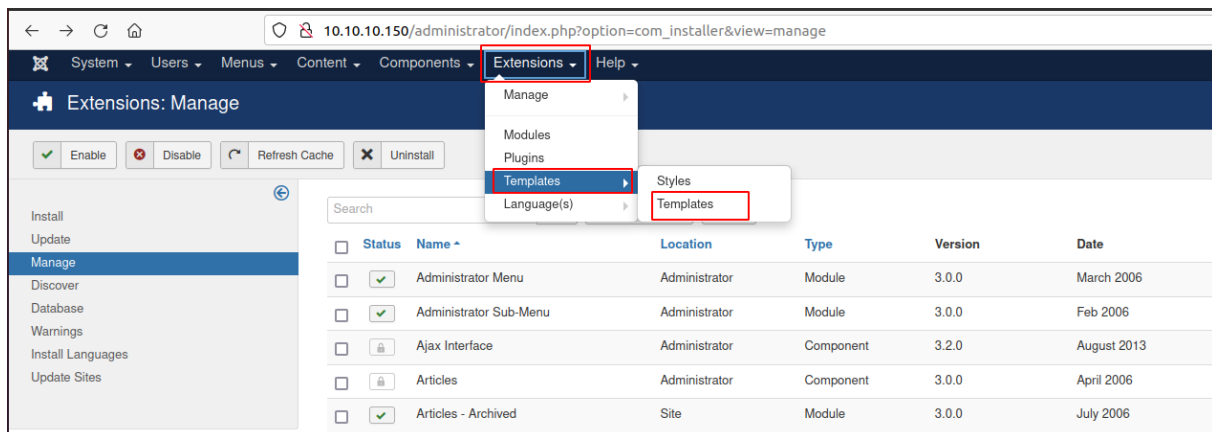 10.10.10.150/administrator/index.php?option=com_installer&view=manage
System Users Menus Content Components Extensions Help
Extensions: Manage
Manage
Modules
Plugins
Templates
Language(s)
Styles
Templates
Enable Disable Refresh Cache Uninstall
Install
Update
Manage
Discover
Database
Warnings
Install Languages
Update Sites
Search
Status Name Location Type Version Date
Administrator Menu Administrator Module 3.0.0 March 2006
Administrator Sub-Menu Administrator Module 3.0.0 Feb 2006
Ajax Interface Administrator Component 3.2.0 August 2013
Articles Administrator Component 3.0.0 April 2006
Articles - Archived Site Module 3.0.0 July 2006